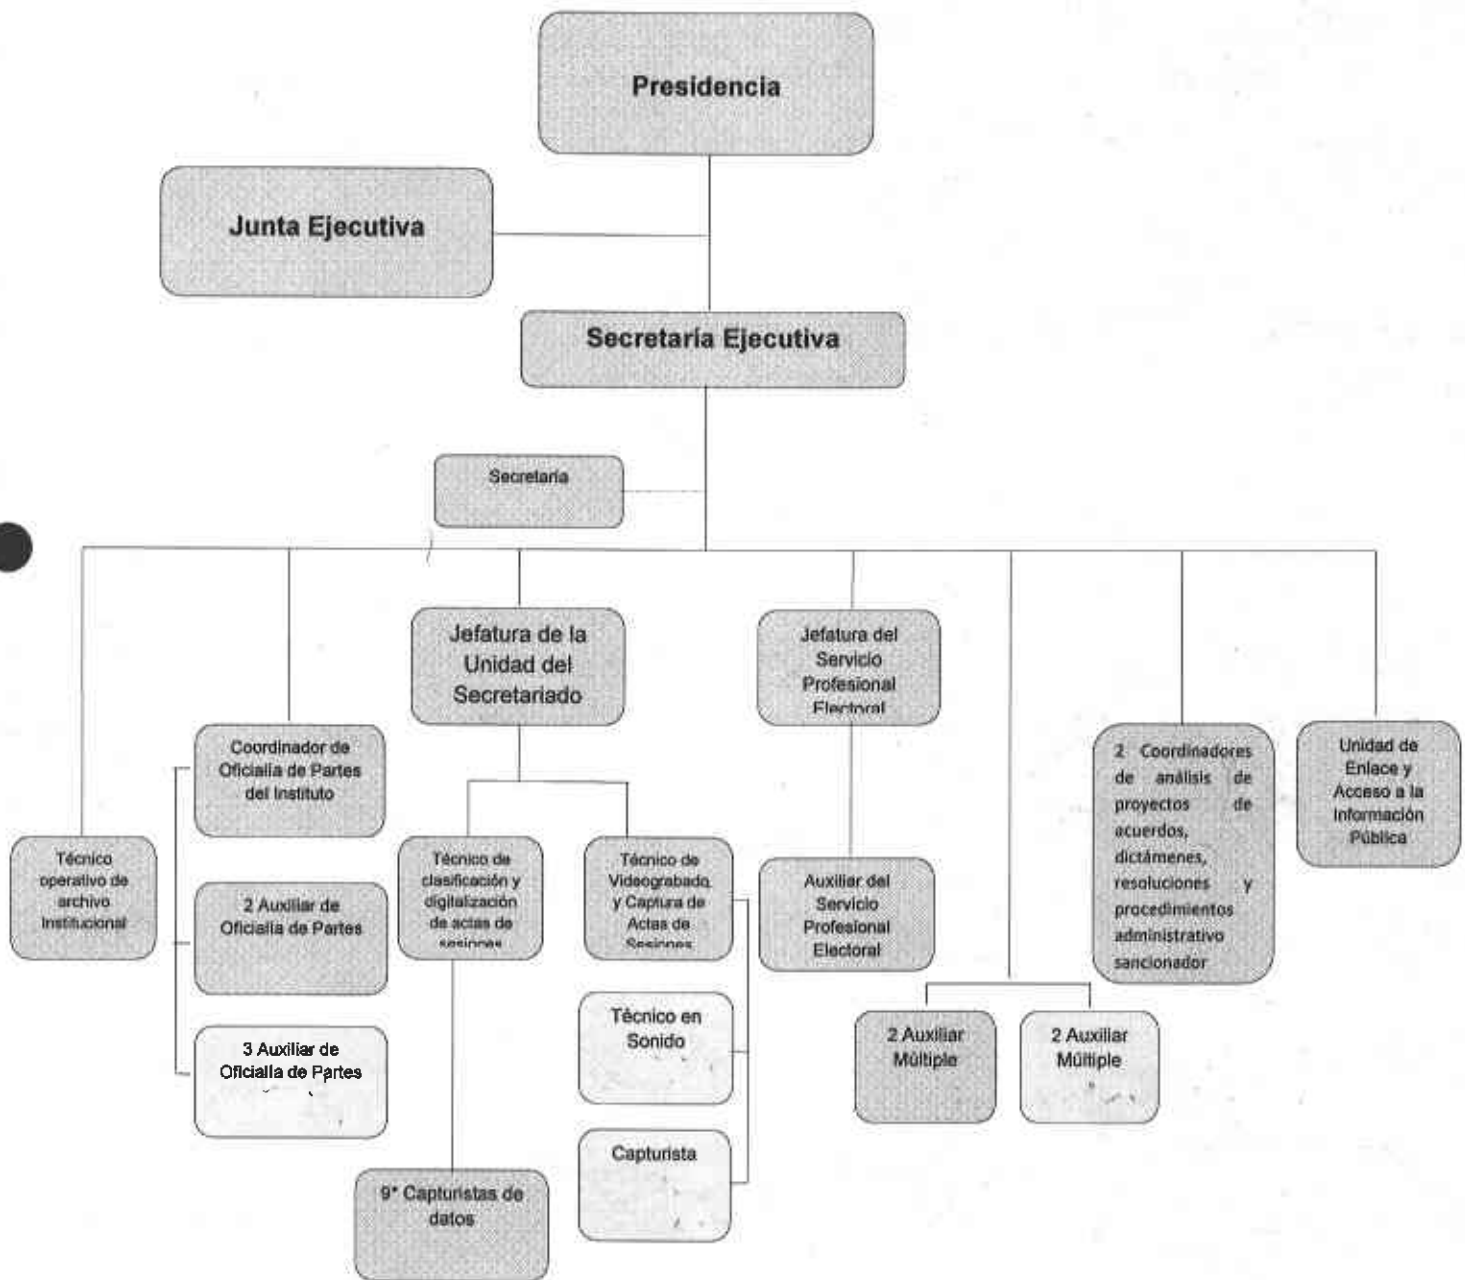 Presidencia
Junta Ejecutiva
Secretaría Ejecutiva
Secretaría
Jefatura de la
Unidad del
Secretariado
Jefatura del
Servicio
Profesional
Electoral
Coordinador de
Oficialía de Partes
del Instituto
2 Coordinadores
de análisis de
proyectos de
acuerdos,
dictámenes,
resoluciones y
procedimientos
administrativo
sancionador
Unidad de
Enlace y
Acceso a la
Información
Pública
Técnico
operativo de
archivo
Institucional
2 Auxiliar de
Oficialía de Partes
3 Auxiliar de
Oficialía de Partes
Técnico de
clasificación y
digitalización
de actas de
sesiones
9* Capturistas de
datos
Técnico de
Videograbado
y Captura de
Actas de
Sesiones
Técnico en
Sonido
Capturista
Auxiliar del
Servicio
Profesional
Electoral
2 Auxiliar
Múltiple
2 Auxiliar
Múltiple